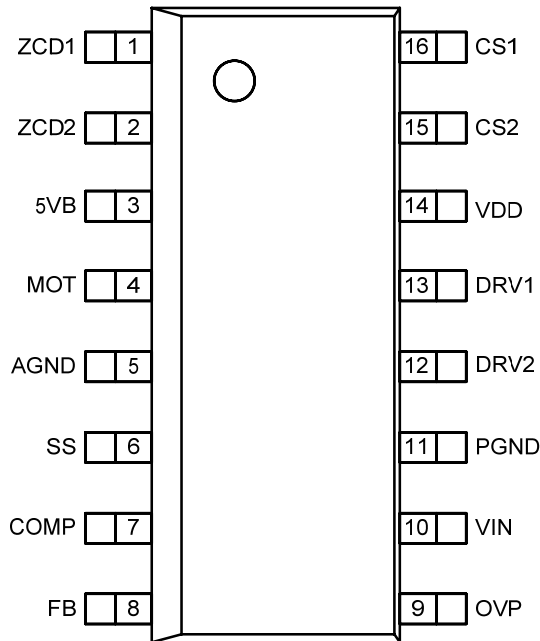 ZCD1 1 16 CS1
ZCD2 2 15 CS2
5VB 3 14 VDD
MOT 4 13 DRV1
AGND 5 12 DRV2
SS 6 11 PGND
COMP 7 10 VIN
FB 8 9 OVP